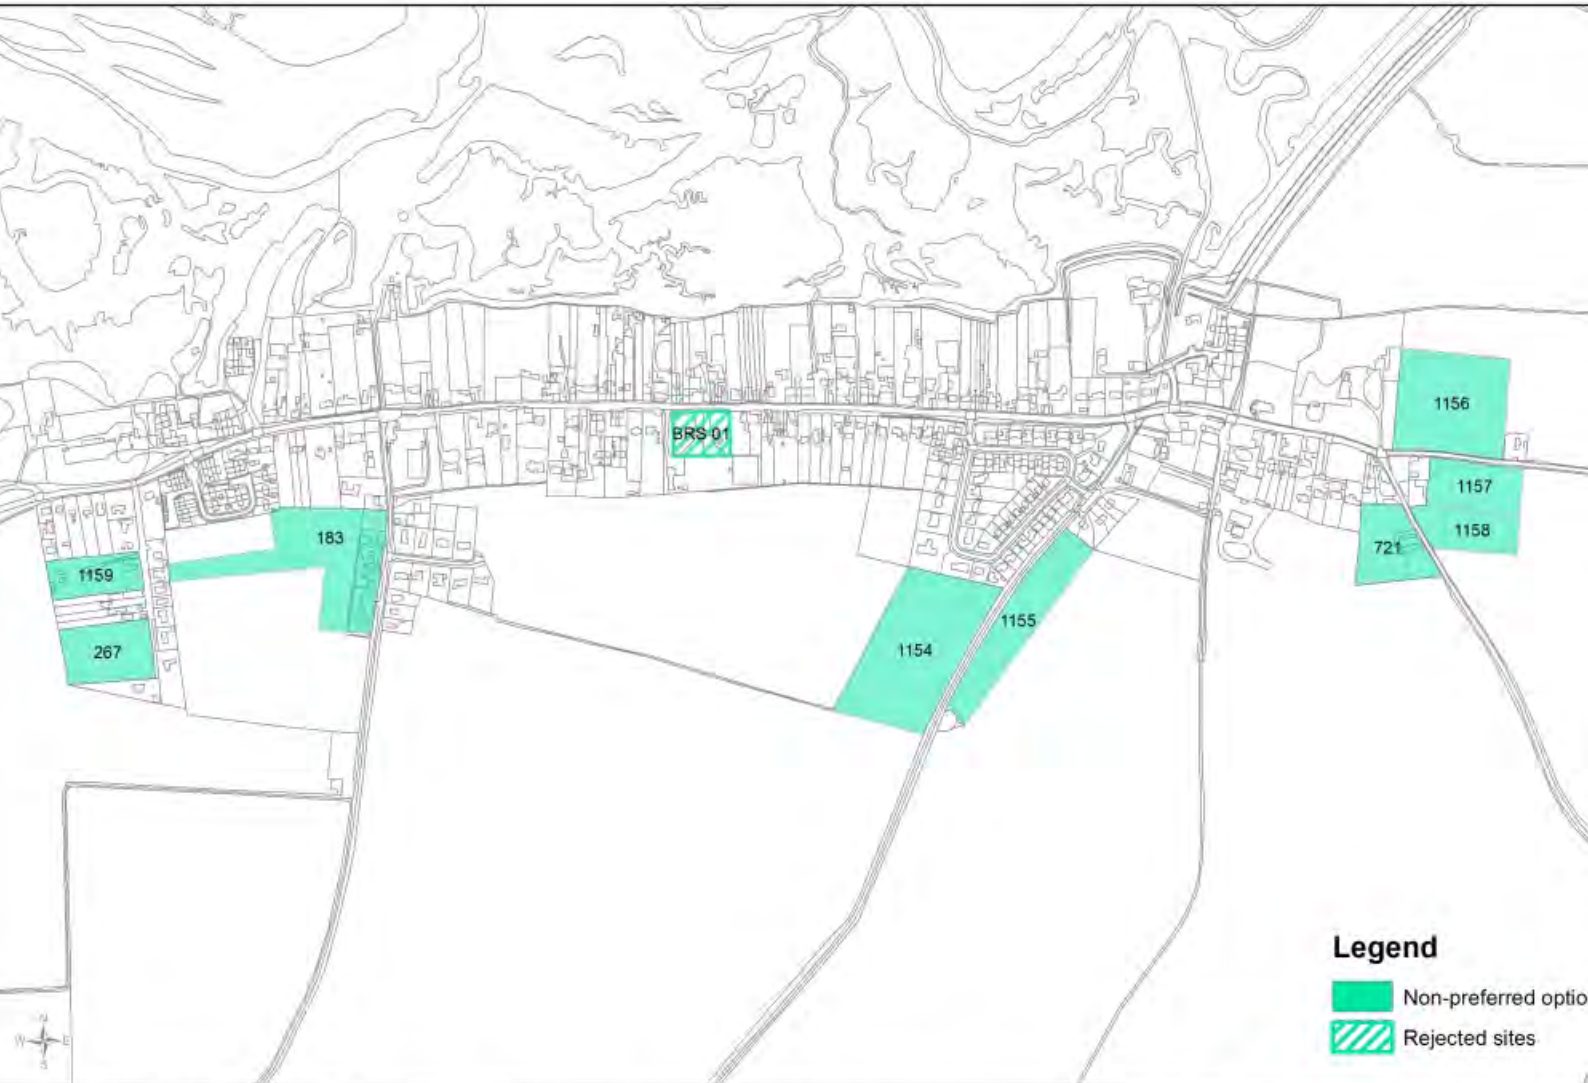 1156
BRS 01
1157
1158
183
721
1159
1155
267
1154
Legend
Non-preferred optio
Rejected sites
N
W E
S